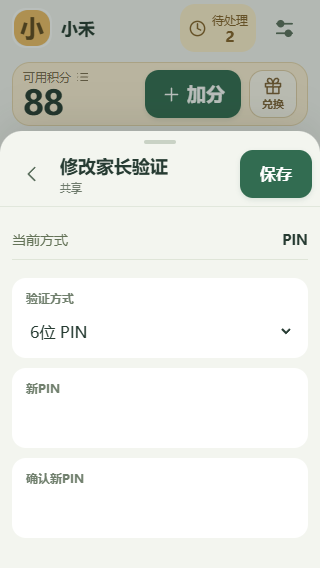 小
小禾
待处理
2
可用积分
88
加分
兑换
修改家长验证
共享
保存
当前方式
PIN
验证方式
6位 PIN
新PIN
确认新PIN